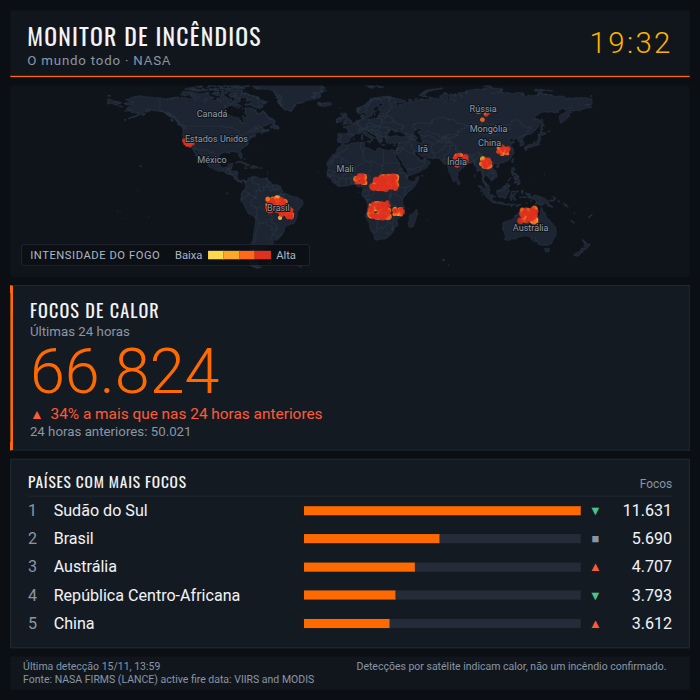 MONITOR DE INCÊNDIOS
O mundo todo · NASA
19:32
Canadá
Rússia
Mongólia
Estados Unidos
China
Irã
México
Índia
Mali
Brasil
Austrália
INTENSIDADE DO FOGO Baixa Alta
FOCOS DE CALOR
Últimas 24 horas
66.824
▲ 34% a mais que nas 24 horas anteriores
24 horas anteriores: 50.021
PAÍSES COM MAIS FOCOS Focos
1 Sudão do Sul ▼ 11.631
2 Brasil ■ 5.690
3 Austrália ▲ 4.707
4 República Centro-Africana ▼ 3.793
5 China ▲ 3.612
Última detecção 15/11, 13:59
Detecções por satélite indicam calor, não um incêndio confirmado.
Fonte: NASA FIRMS (LANCE) active fire data: VIIRS and MODIS